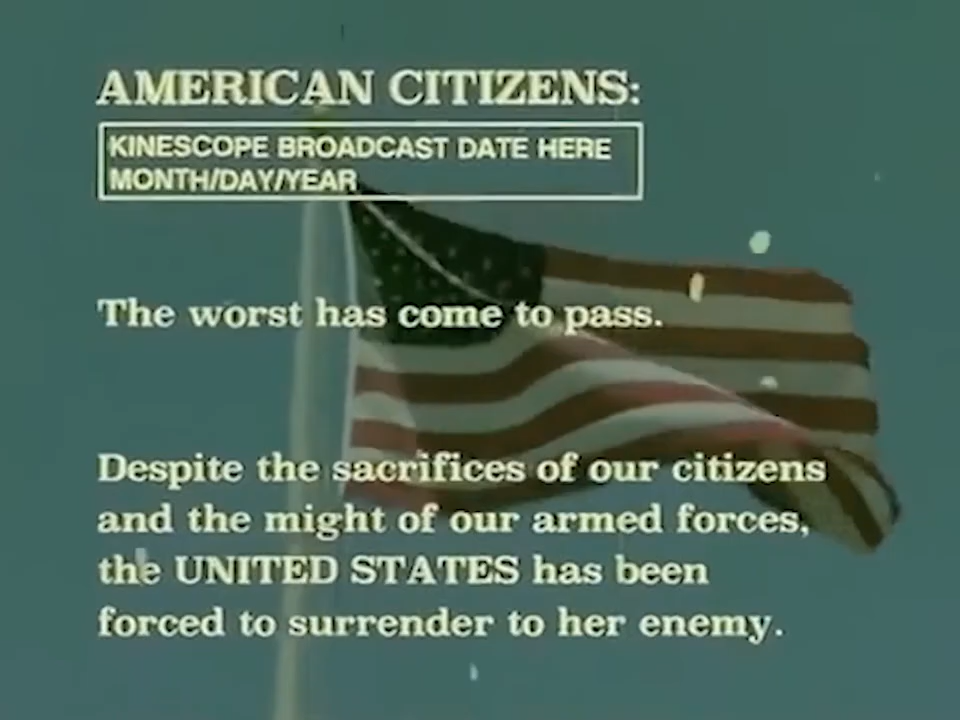 AMERICAN CITIZENS:
KINESCOPE BROADCAST DATE HERE
MONTH/DAY/YEAR
The worst has come to pass.
Despite the sacrifices of our citizens
and the might of our armed forces,
the UNITED STATES has been
forced to surrender to her enemy.